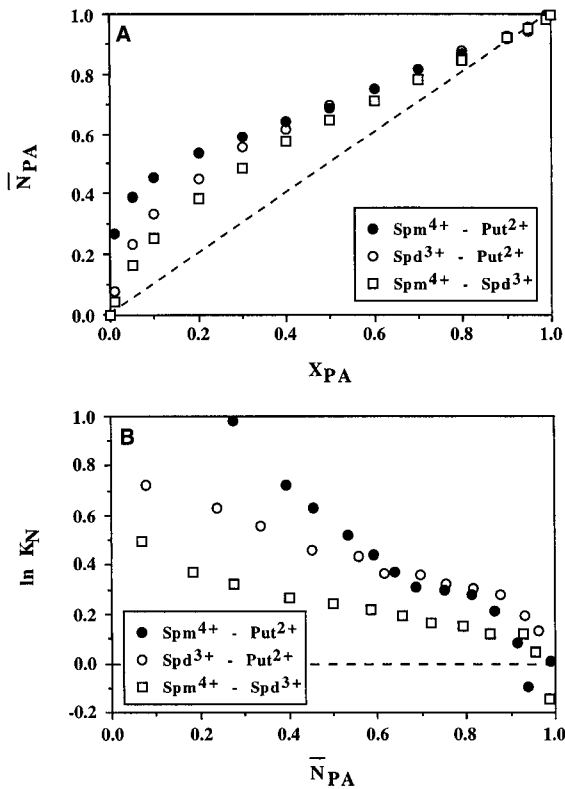 A
1.0
0.8
0.6
0.4
0.2
0.0
N̅PA
Spm4+ - Put2+
Spd3+ - Put2+
Spm4+ - Spd3+
0.0 0.2 0.4 0.6 0.8 1.0
XPA
B
1.0
0.8
0.6
0.4
0.2
0.0
-0.2
ln KN
Spm4+ - Put2+
Spd3+ - Put2+
Spm4+ - Spd3+
0.0 0.2 0.4 0.6 0.8 1.0
N̅PA